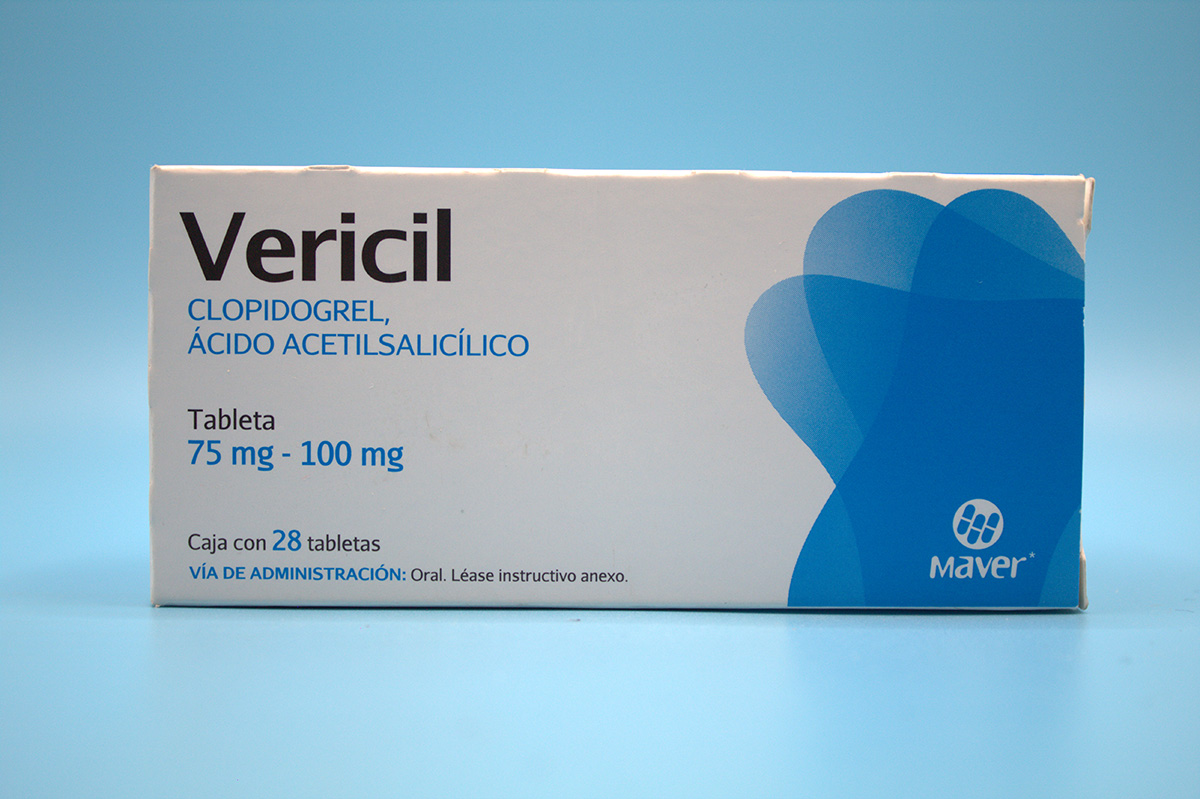 Vericil
CLOPIDOGREL,
ÁCIDO ACETILSALICÍLICO
Tableta
75 mg - 100 mg
Caja con 28 tabletas
VÍA DE ADMINISTRACIÓN: Oral. Léase instructivo anexo.
Maver*